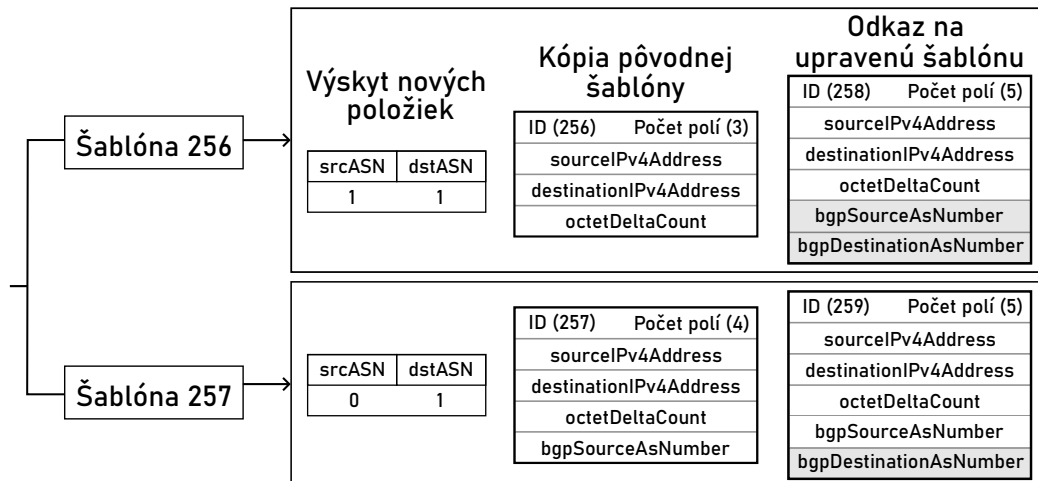 Šablóna 256
Výskyt nových
položiek
srcASN dstASN
1 1
Kópia pôvodnej
šablóny
ID (256) Počet polí (3)
sourceIPv4Address
destinationIPv4Address
octetDeltaCount
Odkaz na
upravenú šablónu
ID (258) Počet polí (5)
sourceIPv4Address
destinationIPv4Address
octetDeltaCount
bgpSourceAsNumber
bgpDestinationAsNumber
Šablóna 257
srcASN dstASN
0 1
ID (257) Počet polí (4)
sourceIPv4Address
destinationIPv4Address
octetDeltaCount
bgpSourceAsNumber
ID (259) Počet polí (5)
sourceIPv4Address
destinationIPv4Address
octetDeltaCount
bgpSourceAsNumber
bgpDestinationAsNumber